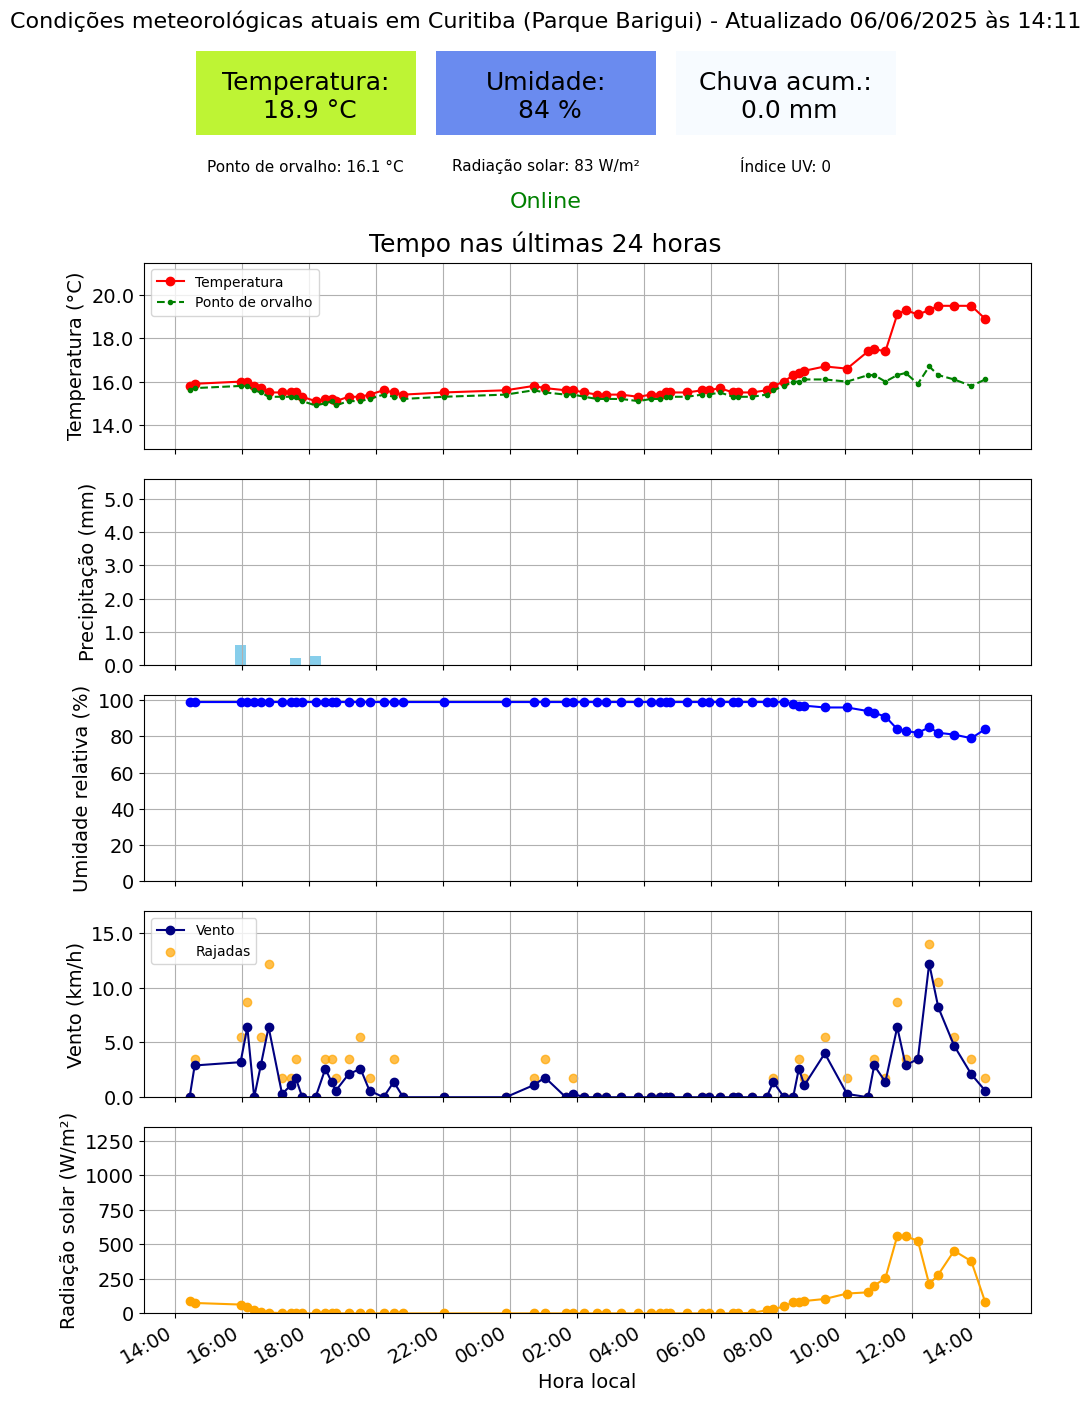 Condições meteorológicas atuais em Curitiba (Parque Barigui) - Atualizado 06/06/2025 às 14:11
Temperatura:
18.9 °C
Umidade:
84 %
Chuva acum.:
0.0 mm
Ponto de orvalho: 16.1 °C
Radiação solar: 83 W/m²
Índice UV: 0
Online
Tempo nas últimas 24 horas
Temperatura (°C)
20.0
18.0
16.0
14.0
Temperatura
Ponto de orvalho
Precipitação (mm)
5.0
4.0
3.0
2.0
1.0
0.0
Umidade relativa (%)
100
80
60
40
20
0
Vento (km/h)
15.0
10.0
5.0
0.0
Vento
Rajadas
Radiação solar (W/m²)
1250
1000
750
500
250
0
14:00
16:00
18:00
20:00
22:00
00:00
02:00
04:00
06:00
08:00
10:00
12:00
14:00
Hora local